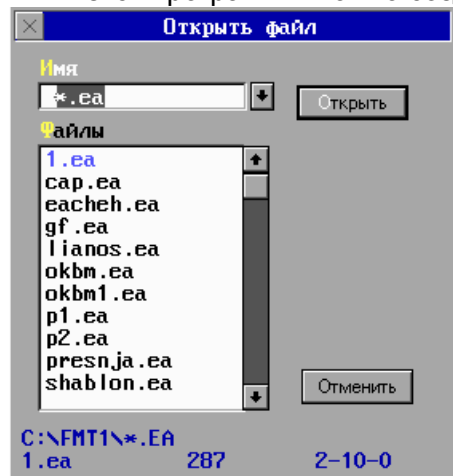 Открыть файл
Имя
*.ea
Открыть
Файлы
1.ea
cap.ea
eacheh.ea
gf.ea
lianos.ea
okbm.ea
okbm1.ea
p1.ea
p2.ea
presnja.ea
shablon.ea
Отменить
C:\FMT1\*.EA
1.ea 287 2-10-0